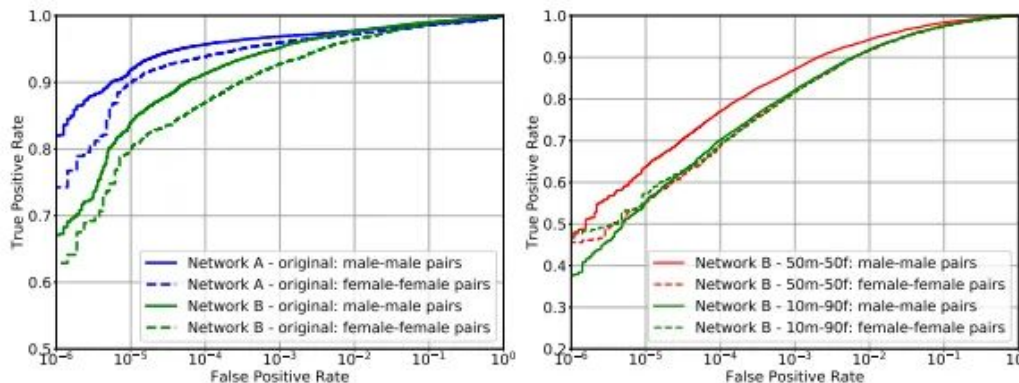 1.0
0.9
0.8
0.7
0.6
0.5
True Positive Rate
Network A - original: male-male pairs
Network A - original: female-female pairs
Network B - original: male-male pairs
Network B - original: female-female pairs
10⁻⁶ 10⁻⁵ 10⁻⁴ 10⁻³ 10⁻² 10⁻¹ 10⁰
False Positive Rate
1.0
0.9
0.8
0.7
0.6
0.5
0.4
0.3
0.2
True Positive Rate
Network B - 50m-50f: male-male pairs
Network B - 50m-50f: female-female pairs
Network B - 10m-90f: male-male pairs
Network B - 10m-90f: female-female pairs
10⁻⁶ 10⁻⁵ 10⁻⁴ 10⁻³ 10⁻² 10⁻¹
False Positive Rate